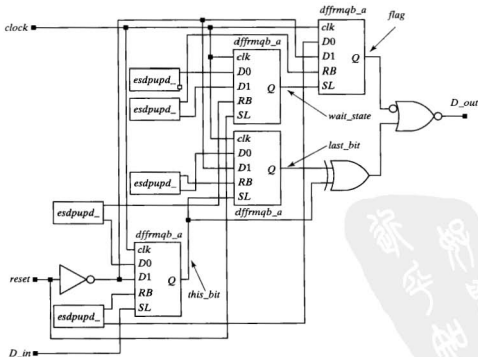 dffrmqb_a
flag
clock
clk
D0
D1
RB
SL
Q
dffrmqb_a
esdpupd_
esdpupd_
clk
D0
D1
RB
SL
Q
wait_state
D_out
last_bit
esdpupd_
D0
D1
RB
SL
Q
dffrmqb_a
esdpupd_
dffrmqb_a
clk
D0
D1
RB
SL
Q
reset
this_bit
esdpupd_
D_in